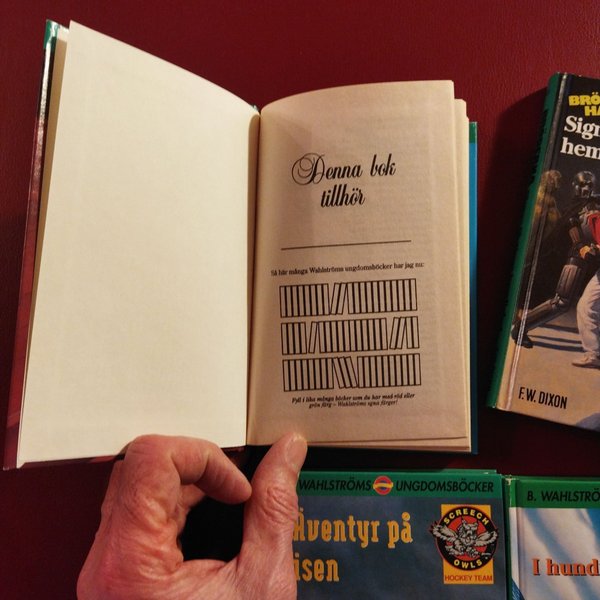 Denna bok
tillhör
Så här många Wahlströms ungdomsböcker har jag nu:
Fyll i lika många böcker som du har med röd eller
grön färg – Wahlströms egna färger!
BRÖ
HA
Sign
hem
F.W. DIXON
WAHLSTRÖMS UNGDOMSBÖCKER
Äventyr på
isen
SCREECH
OWLS
HOCKEY TEAM
B. WAHLSTRÖ
I hund